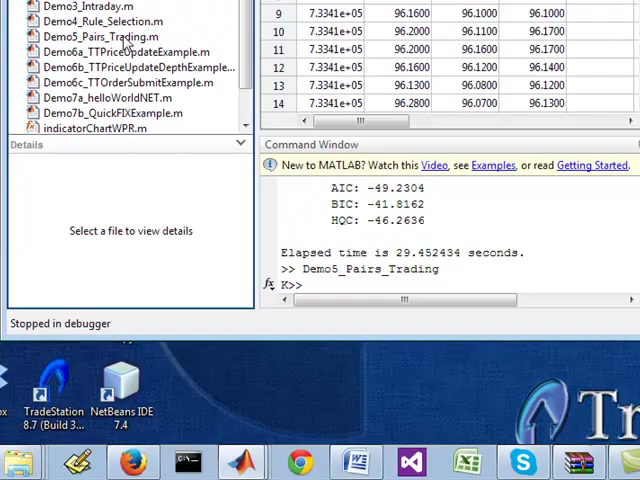 Demo3_Intraday.m
Demo4_Rule_Selection.m
Demo5_Pairs_Trading.m
Demo6a_TTPriceUpdateExample.m
Demo6b_TTPriceUpdateDepthExample...
Demo6c_TTOrderSubmitExample.m
Demo7a_helloWorldNET.m
Demo7b_QuickFIXExample.m
indicatorChartWPR.m
Details
Select a file to view details
Stopped in debugger
9 7.3341e+05 96.1600 96.1000 96.1000
10 7.3341e+05 96.2000 96.1100 96.1700
11 7.3341e+05 96.2000 96.1600 96.1700
12 7.3341e+05 96.1600 96.1200 96.1400
13 7.3341e+05 96.1300 96.0800 96.1200
14 7.3341e+05 96.2800 96.0700 96.1300
Command Window
New to MATLAB? Watch this Video, see Examples, or read Getting Started.
AIC: -49.2304
BIC: -41.8162
HQC: -46.2636
Elapsed time is 29.452434 seconds.
>> Demo5_Pairs_Trading
fx K>>
TradeStation
8.7 (Build 3...
NetBeans IDE
7.4